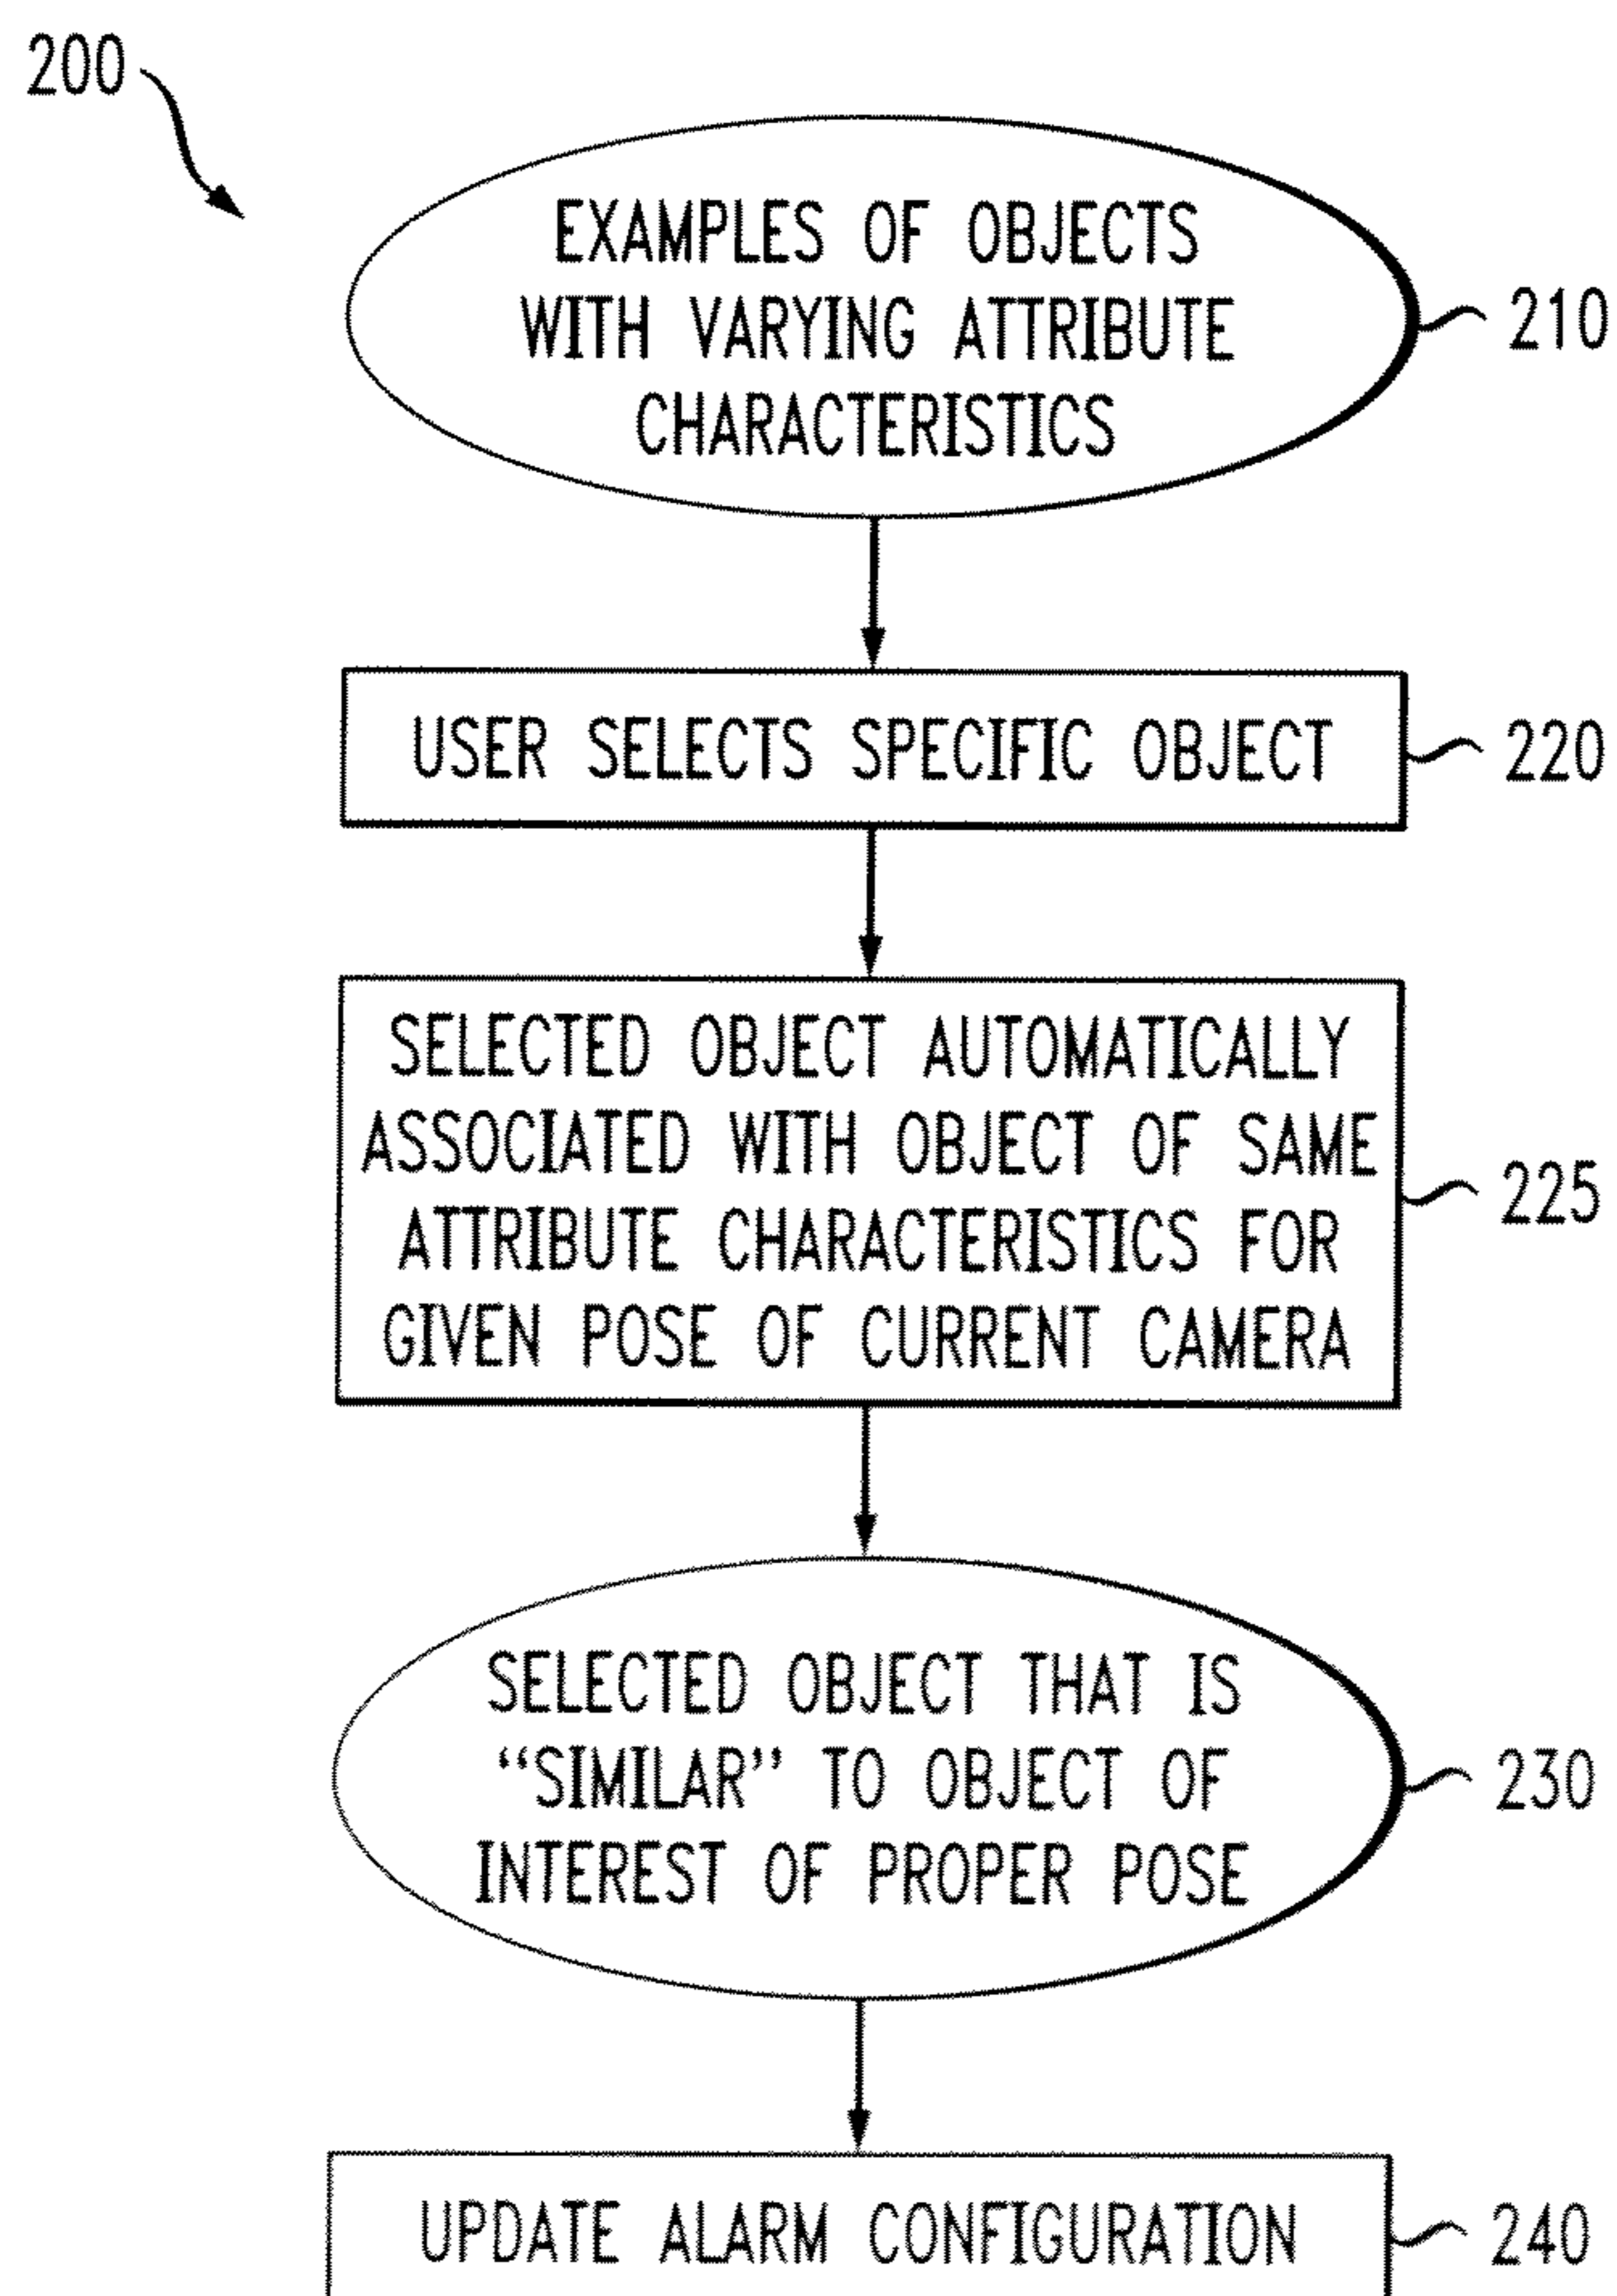 200
EXAMPLES OF OBJECTS
WITH VARYING ATTRIBUTE
CHARACTERISTICS
210
USER SELECTS SPECIFIC OBJECT
220
SELECTED OBJECT AUTOMATICALLY
ASSOCIATED WITH OBJECT OF SAME
ATTRIBUTE CHARACTERISTICS FOR
GIVEN POSE OF CURRENT CAMERA
225
SELECTED OBJECT THAT IS
“SIMILAR” TO OBJECT OF
INTEREST OF PROPER POSE
230
UPDATE ALARM CONFIGURATION
240